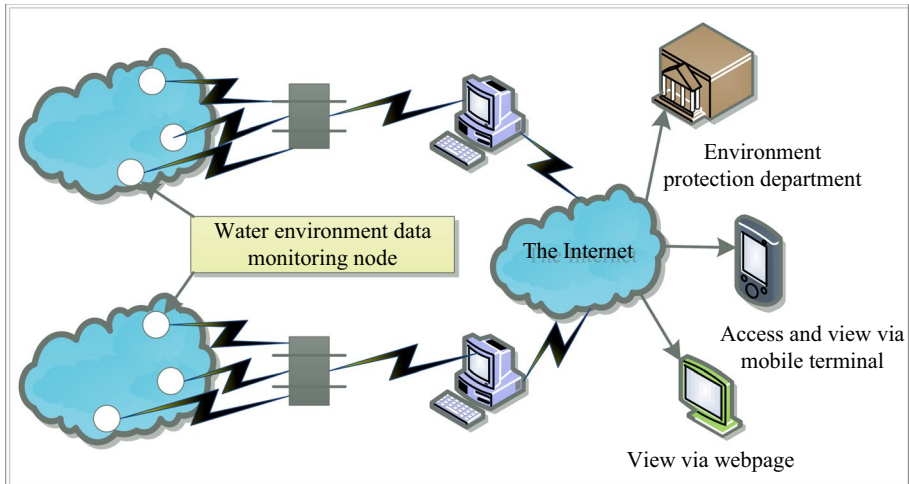 Environment
protection department
Water environment data
monitoring node
The Internet
Access and view via
mobile terminal
View via webpage